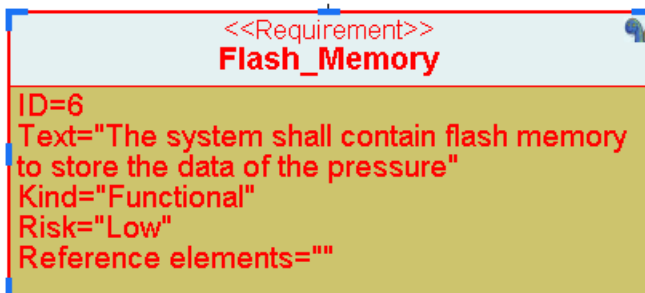 <<Requirement>>
Flash_Memory
ID=6
Text="The system shall contain flash memory
to store the data of the pressure"
Kind="Functional"
Risk="Low"
Reference elements=""